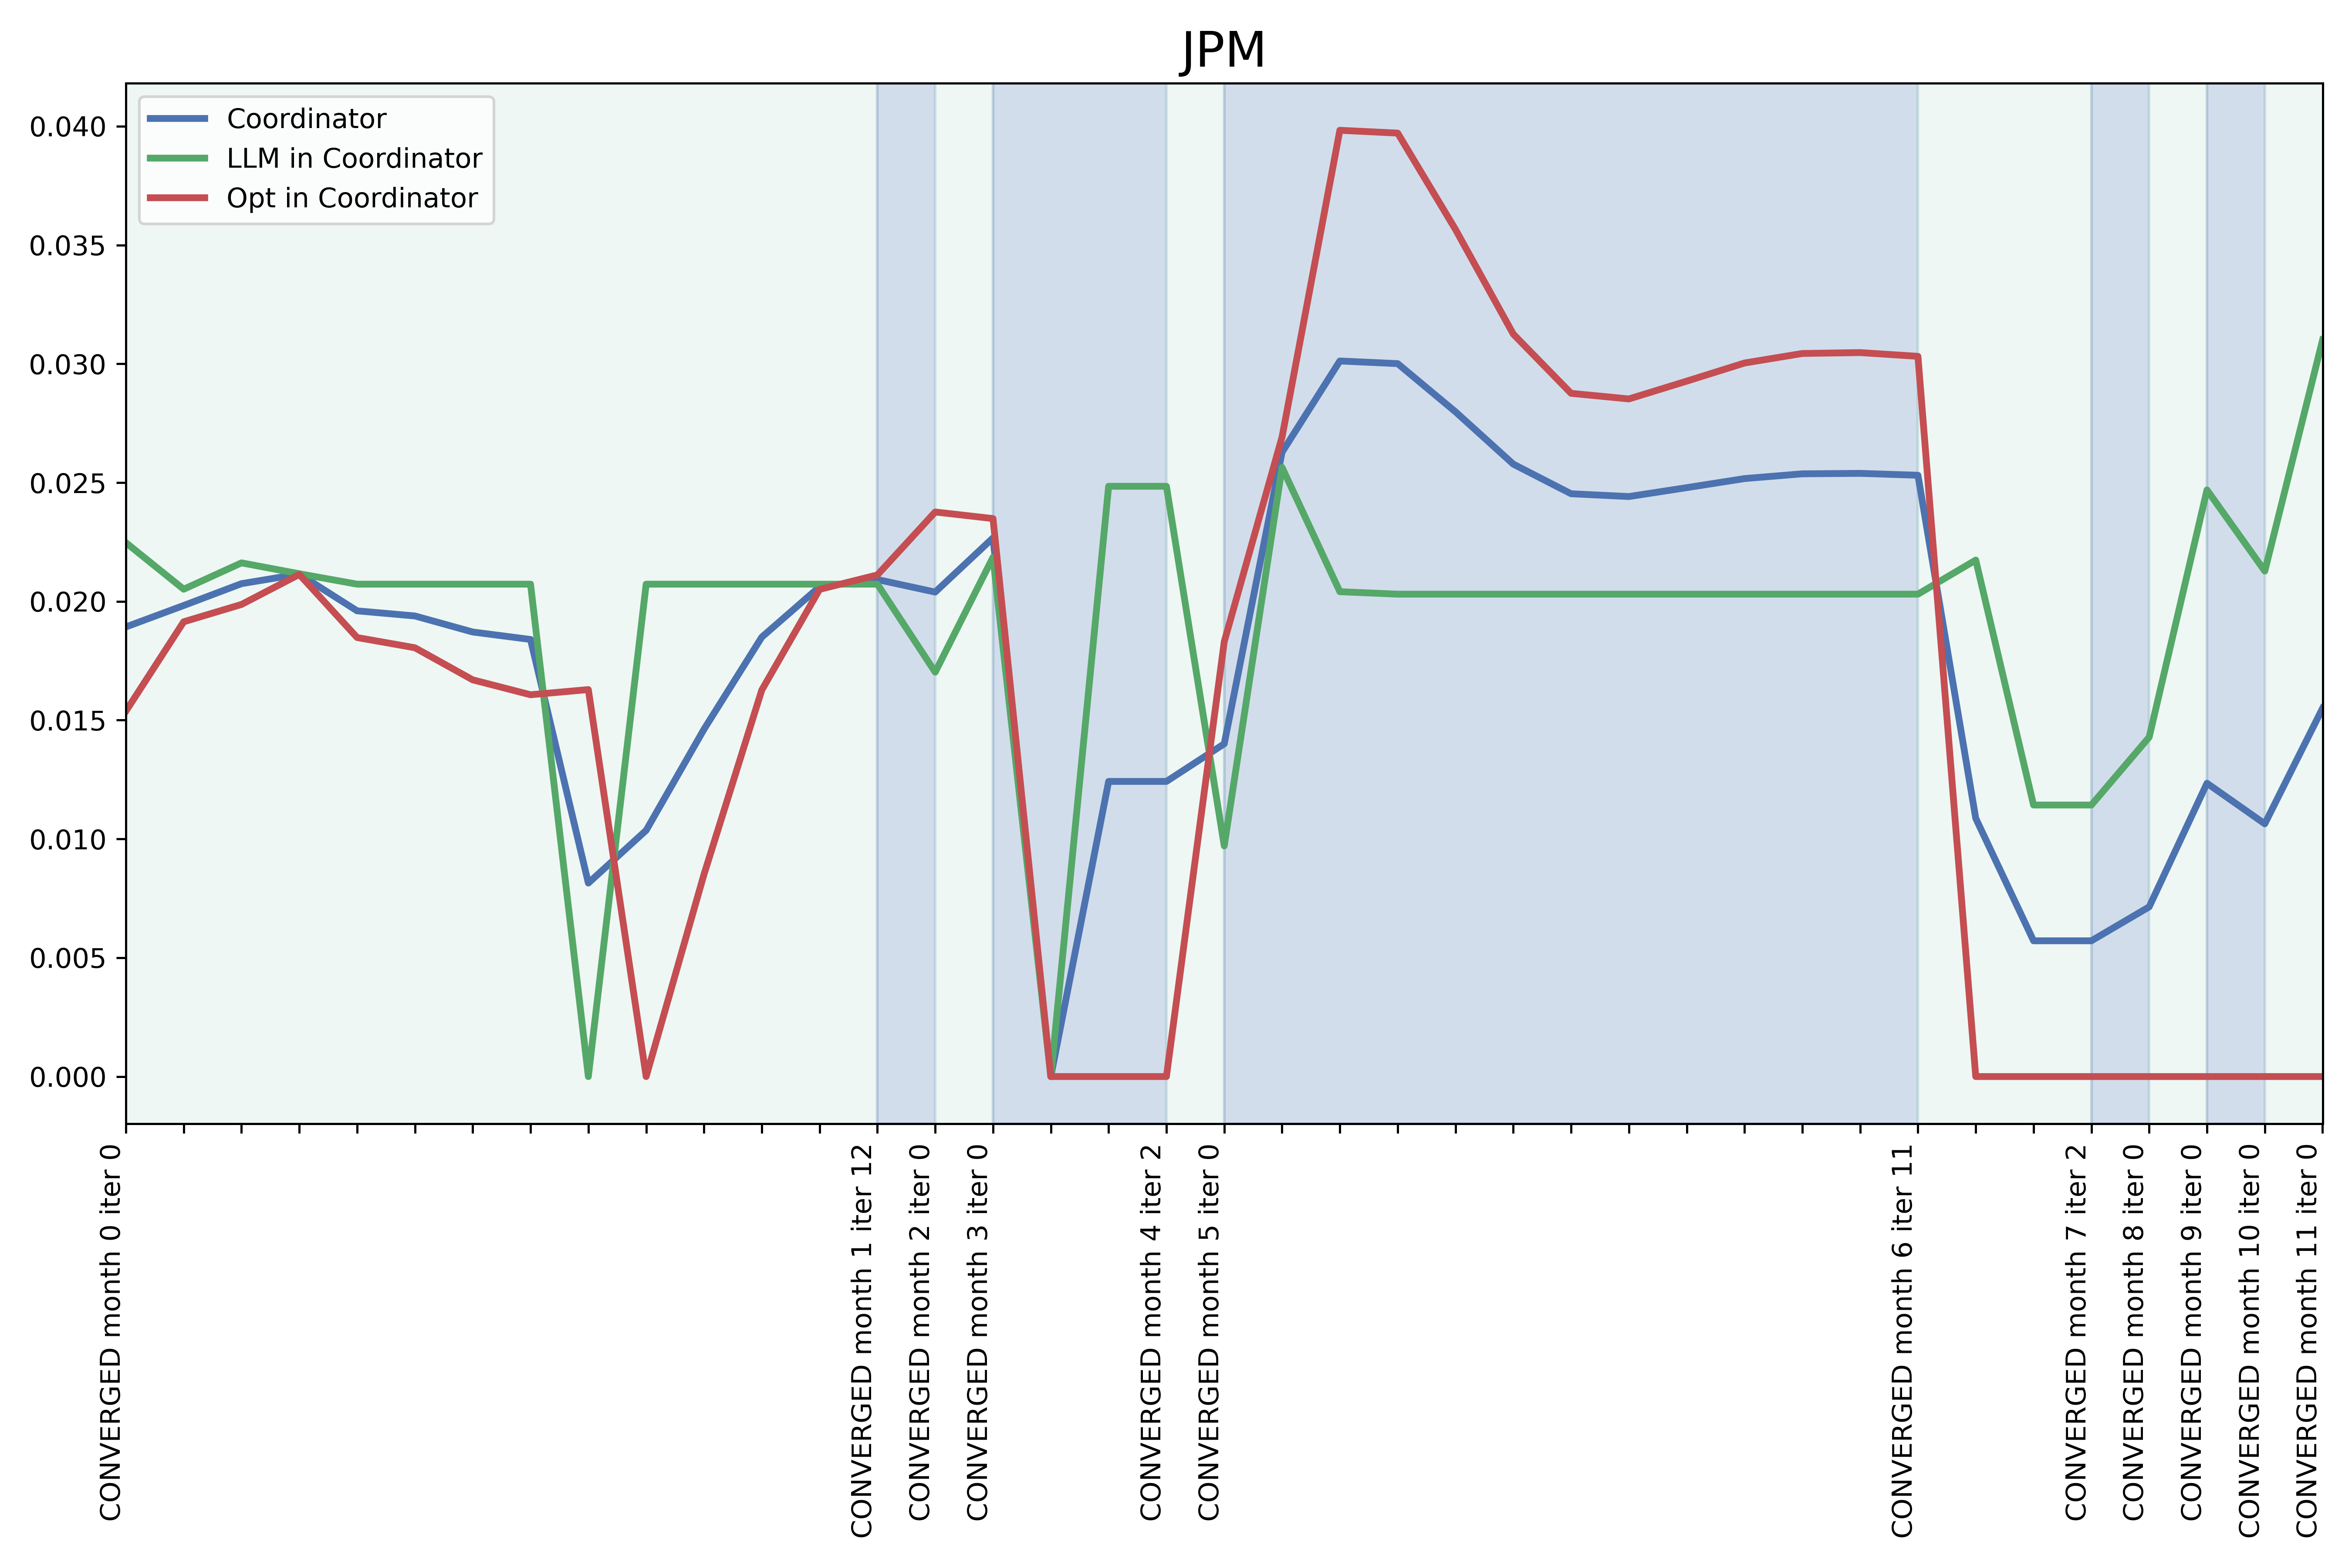 JPM
0.040
0.035
0.030
0.025
0.020
0.015
0.010
0.005
0.000
Coordinator
LLM in Coordinator
Opt in Coordinator
CONVERGED month 0 iter 0
CONVERGED month 1 iter 12
CONVERGED month 2 iter 0
CONVERGED month 3 iter 0
CONVERGED month 4 iter 2
CONVERGED month 5 iter 0
CONVERGED month 6 iter 11
CONVERGED month 7 iter 2
CONVERGED month 8 iter 0
CONVERGED month 9 iter 0
CONVERGED month 10 iter 0
CONVERGED month 11 iter 0